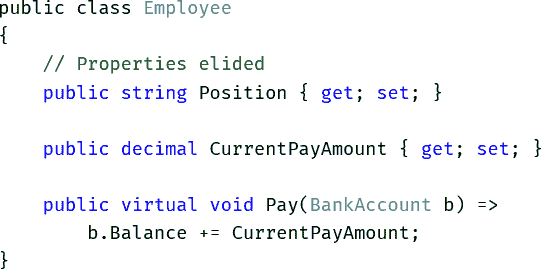 public class Employee
{
    // Properties elided
    public string Position { get; set; }
    public decimal CurrentPayAmount { get; set; }
    public virtual void Pay(BankAccount b) =>
        b.Balance += CurrentPayAmount;
}